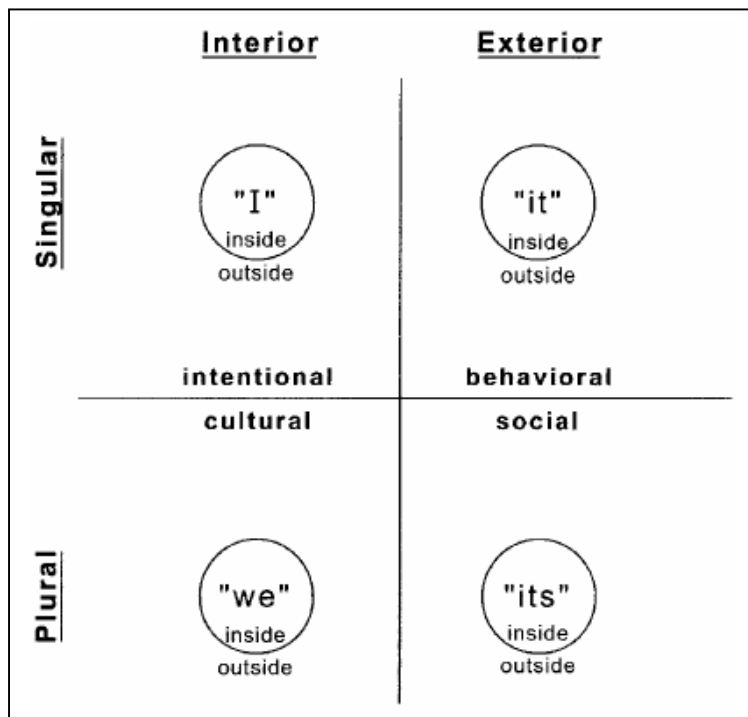 Interior Exterior
Singular
"I" "it"
inside inside
outside outside
intentional behavioral
cultural social
Plural
"we" "its"
inside inside
outside outside